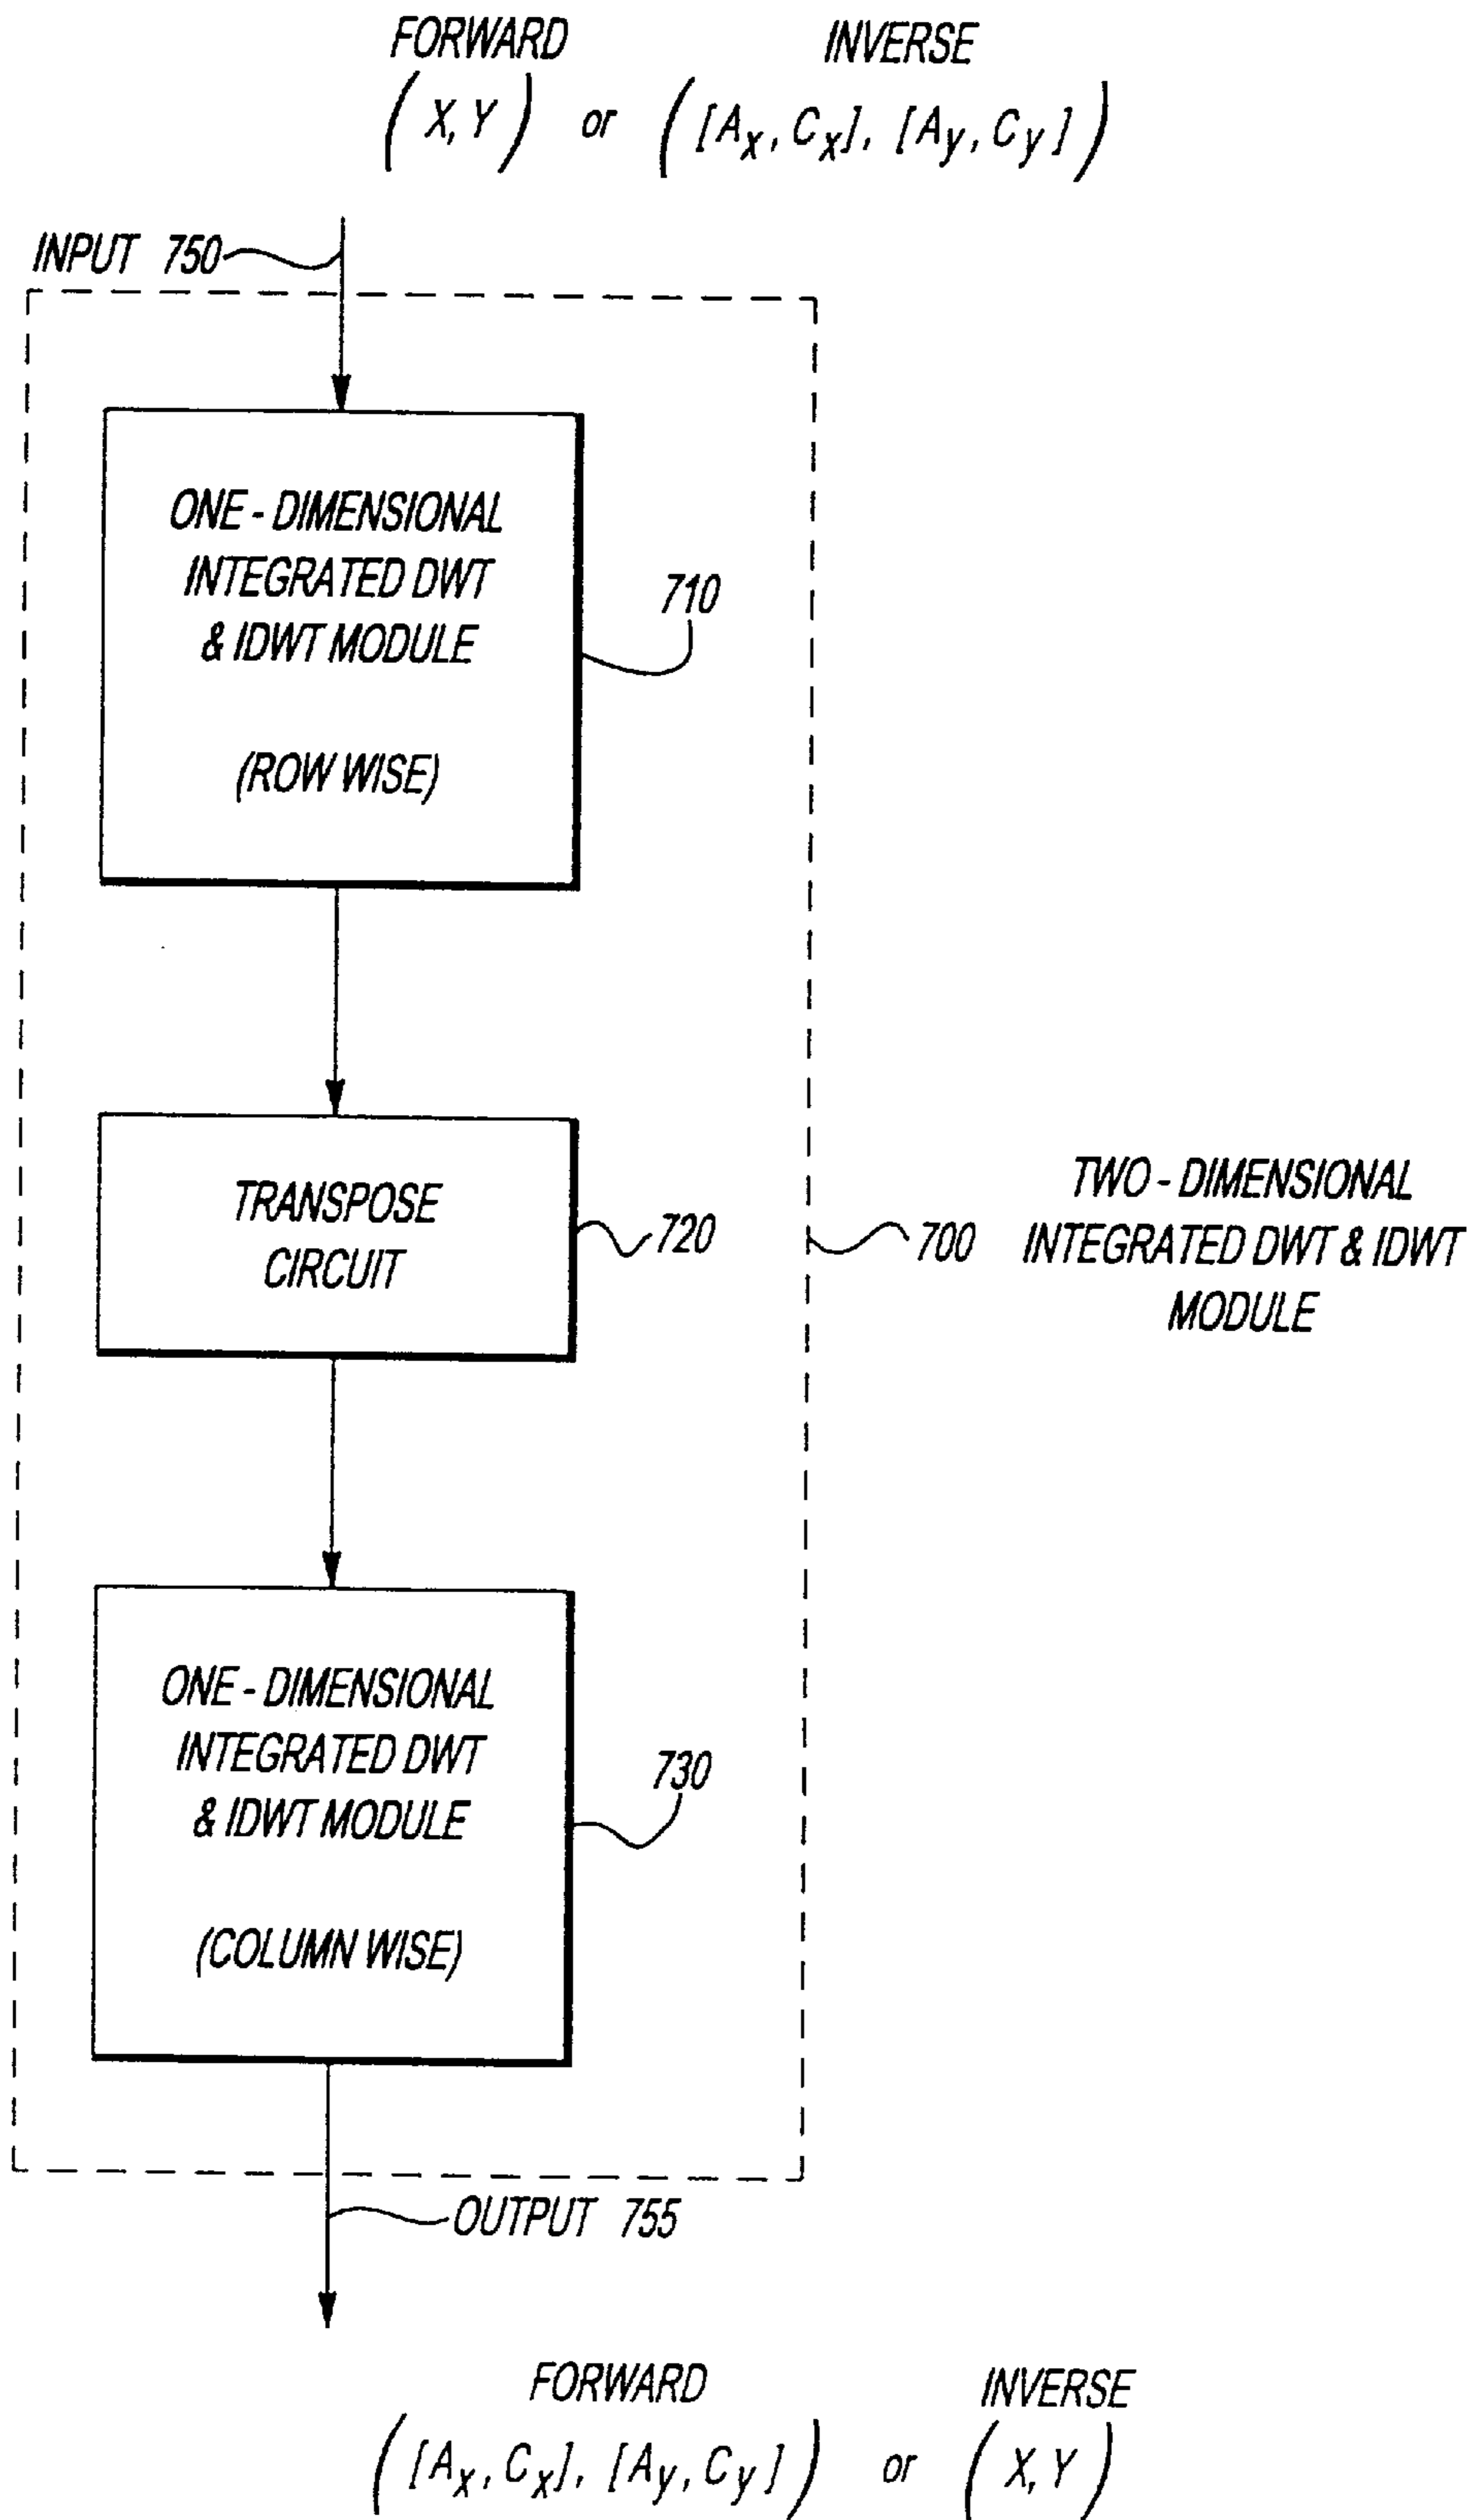 FORWARD INVERSE
(X, Y) or ([Ax, Cx], [Ay, Cy])
INPUT 750
ONE - DIMENSIONAL
INTEGRATED DWT
& IDWT MODULE
710
(ROW WISE)
TRANSPOSE
CIRCUIT
720
700
TWO - DIMENSIONAL
INTEGRATED DWT & IDWT
MODULE
ONE - DIMENSIONAL
INTEGRATED DWT
& IDWT MODULE
730
(COLUMN WISE)
OUTPUT 755
FORWARD INVERSE
([Ax, Cx], [Ay, Cy]) or (X, Y)